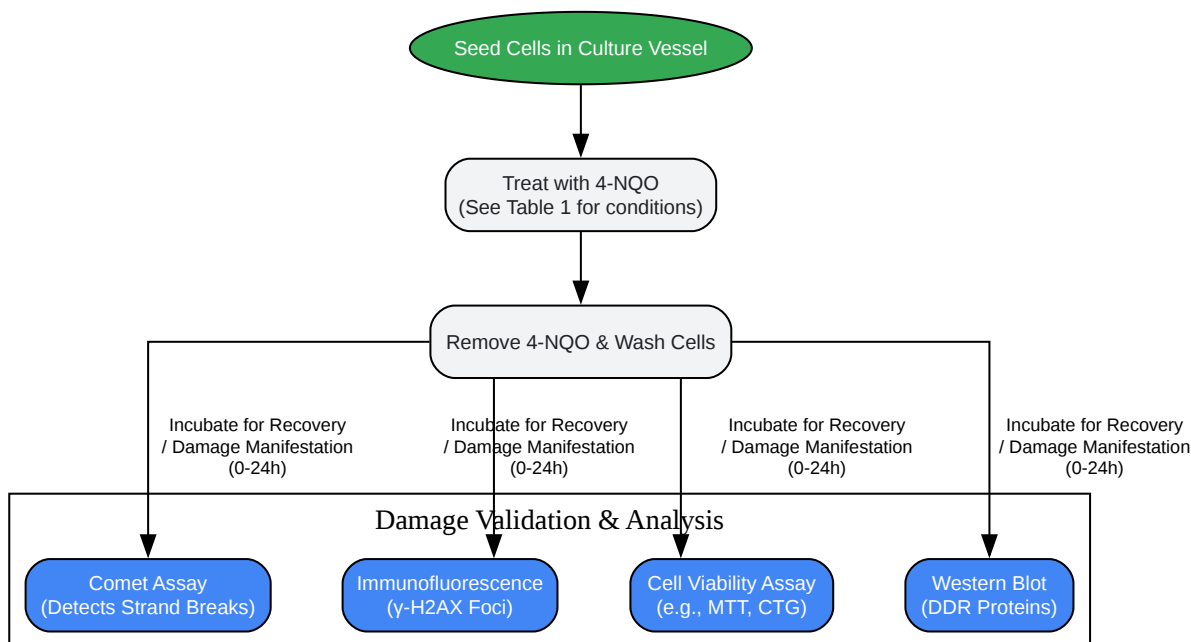 Seed Cells in Culture Vessel
Treat with 4-NQO
(See Table 1 for conditions)
Remove 4-NQO & Wash Cells
Incubate for Recovery
/ Damage Manifestation
(0-24h)
Incubate for Recovery
/ Damage Manifestation
(0-24h)
Incubate for Recovery
/ Damage Manifestation
(0-24h)
Incubate for Recovery
/ Damage Manifestation
(0-24h)
Damage Validation & Analysis
Comet Assay
(Detects Strand Breaks)
Immunofluorescence
(γ-H2AX Foci)
Cell Viability Assay
(e.g., MTT, CTG)
Western Blot
(DDR Proteins)